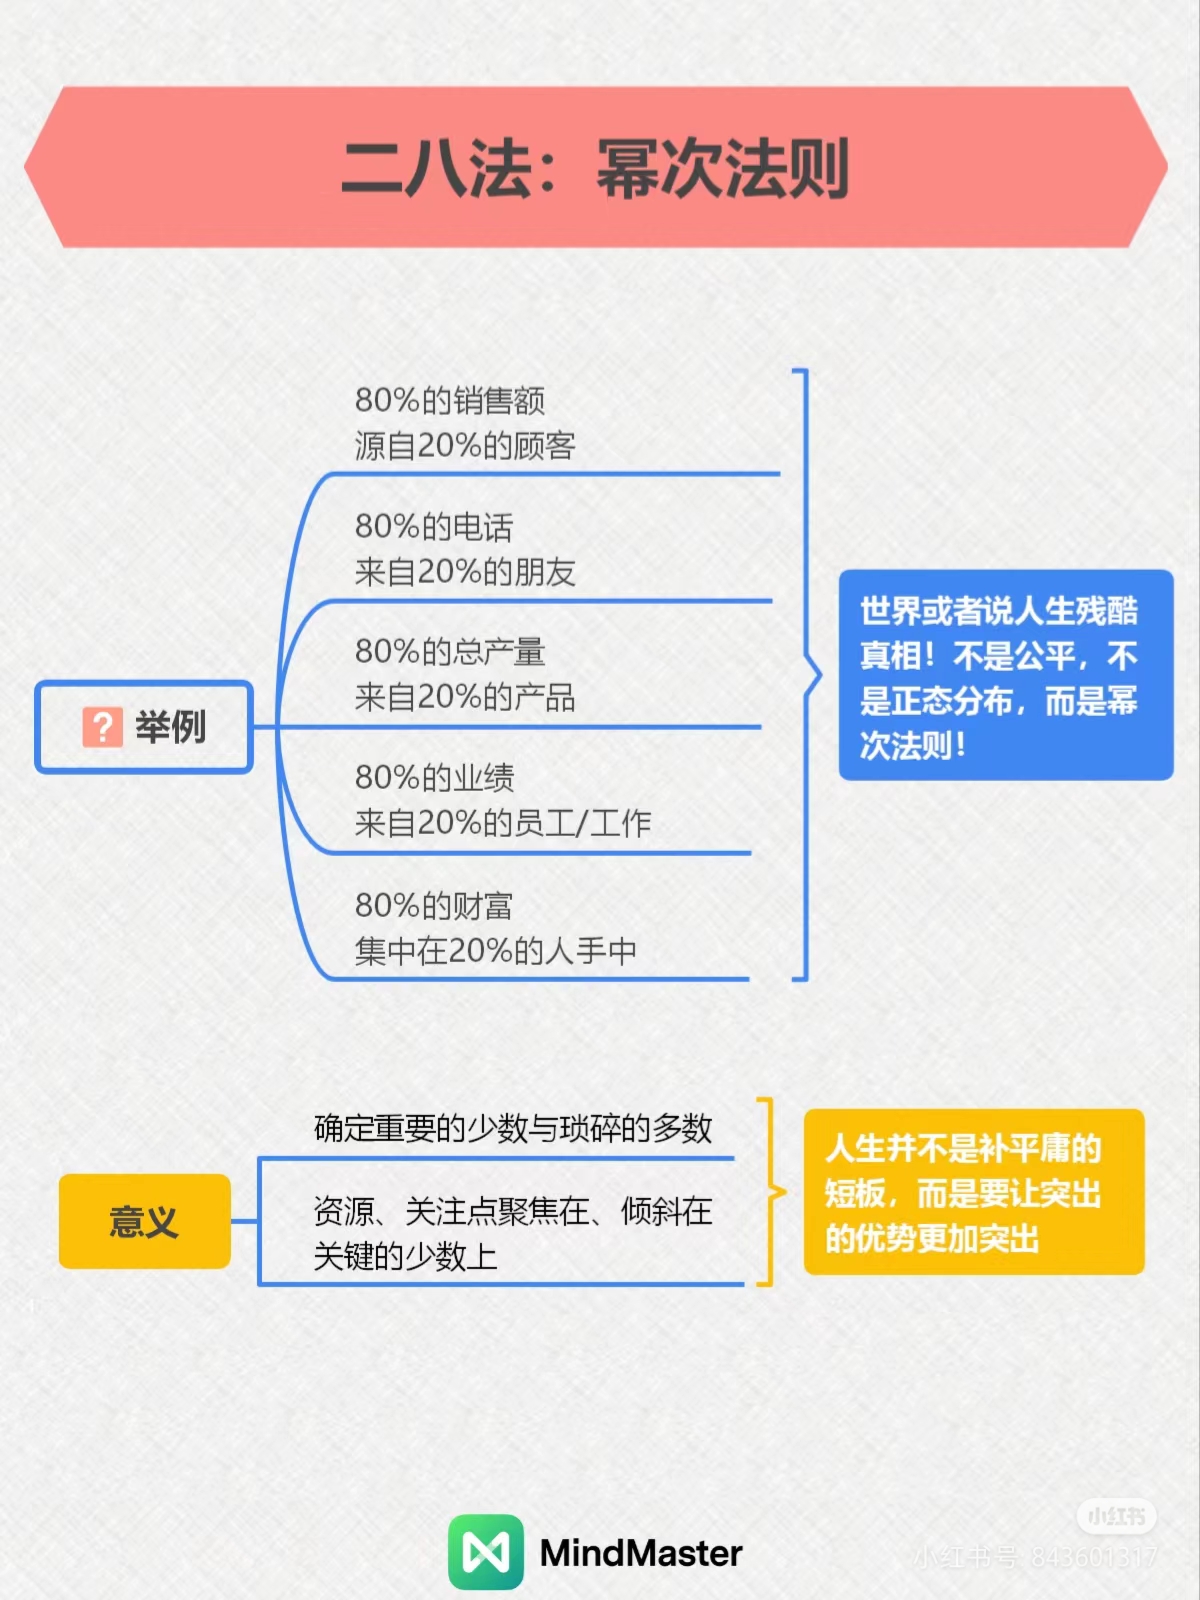 二八法：幂次法则
80%的销售额
源自20%的顾客
80%的电话
来自20%的朋友
80%的总产量
来自20%的产品
80%的业绩
来自20%的员工/工作
80%的财富
集中在20%的人手中
? 举例
世界或者说人生残酷
真相！不是公平，不
是正态分布，而是幂
次法则！
确定重要的少数与琐碎的多数
资源、关注点聚焦在、倾斜在
关键的少数上
意义
人生并不是补平庸的
短板，而是要让突出
的优势更加突出
MindMaster
小红书
小红书号 843601317